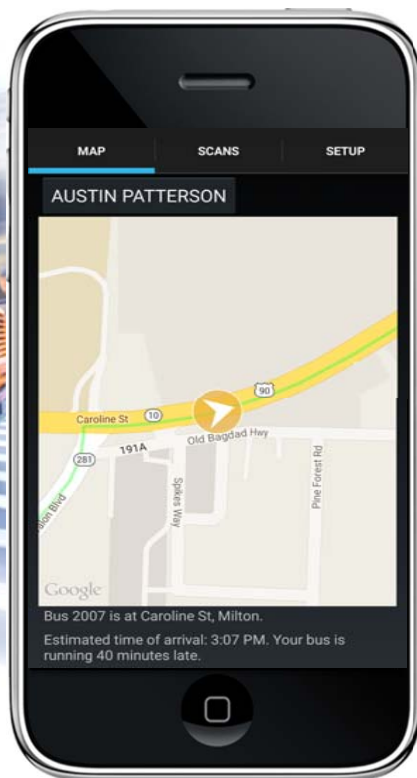 MAP SCANS SETUP
AUSTIN PATTERSON
90
Caroline St 10
Old Bagdad Hwy
191A
281
Spikes Way
Pine Forest Rd
Blvd
Google
Bus 2007 is at Caroline St, Milton.
Estimated time of arrival: 3:07 PM. Your bus is
running 40 minutes late.